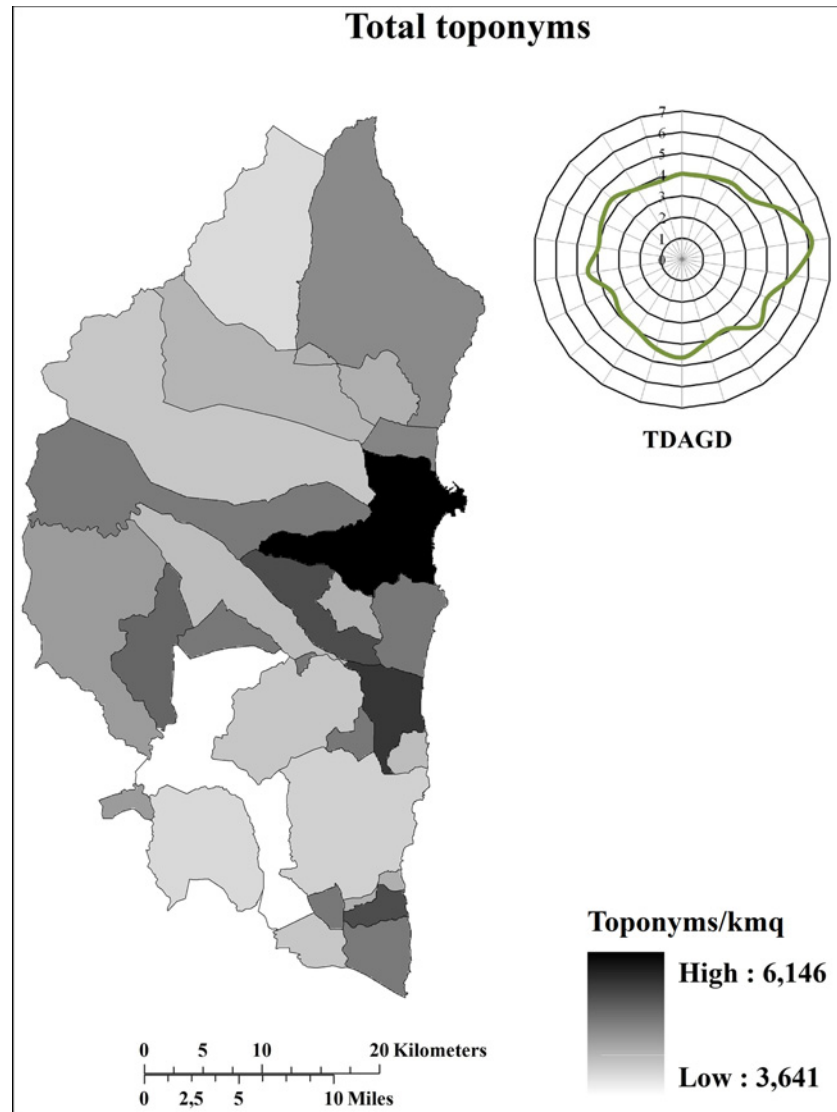 Total toponyms
7
6
5
4
3
2
1
0
TDAGD
Toponyms/kmq
High : 6,146
Low : 3,641
0 5 10 20 Kilometers
0 2,5 5 10 Miles